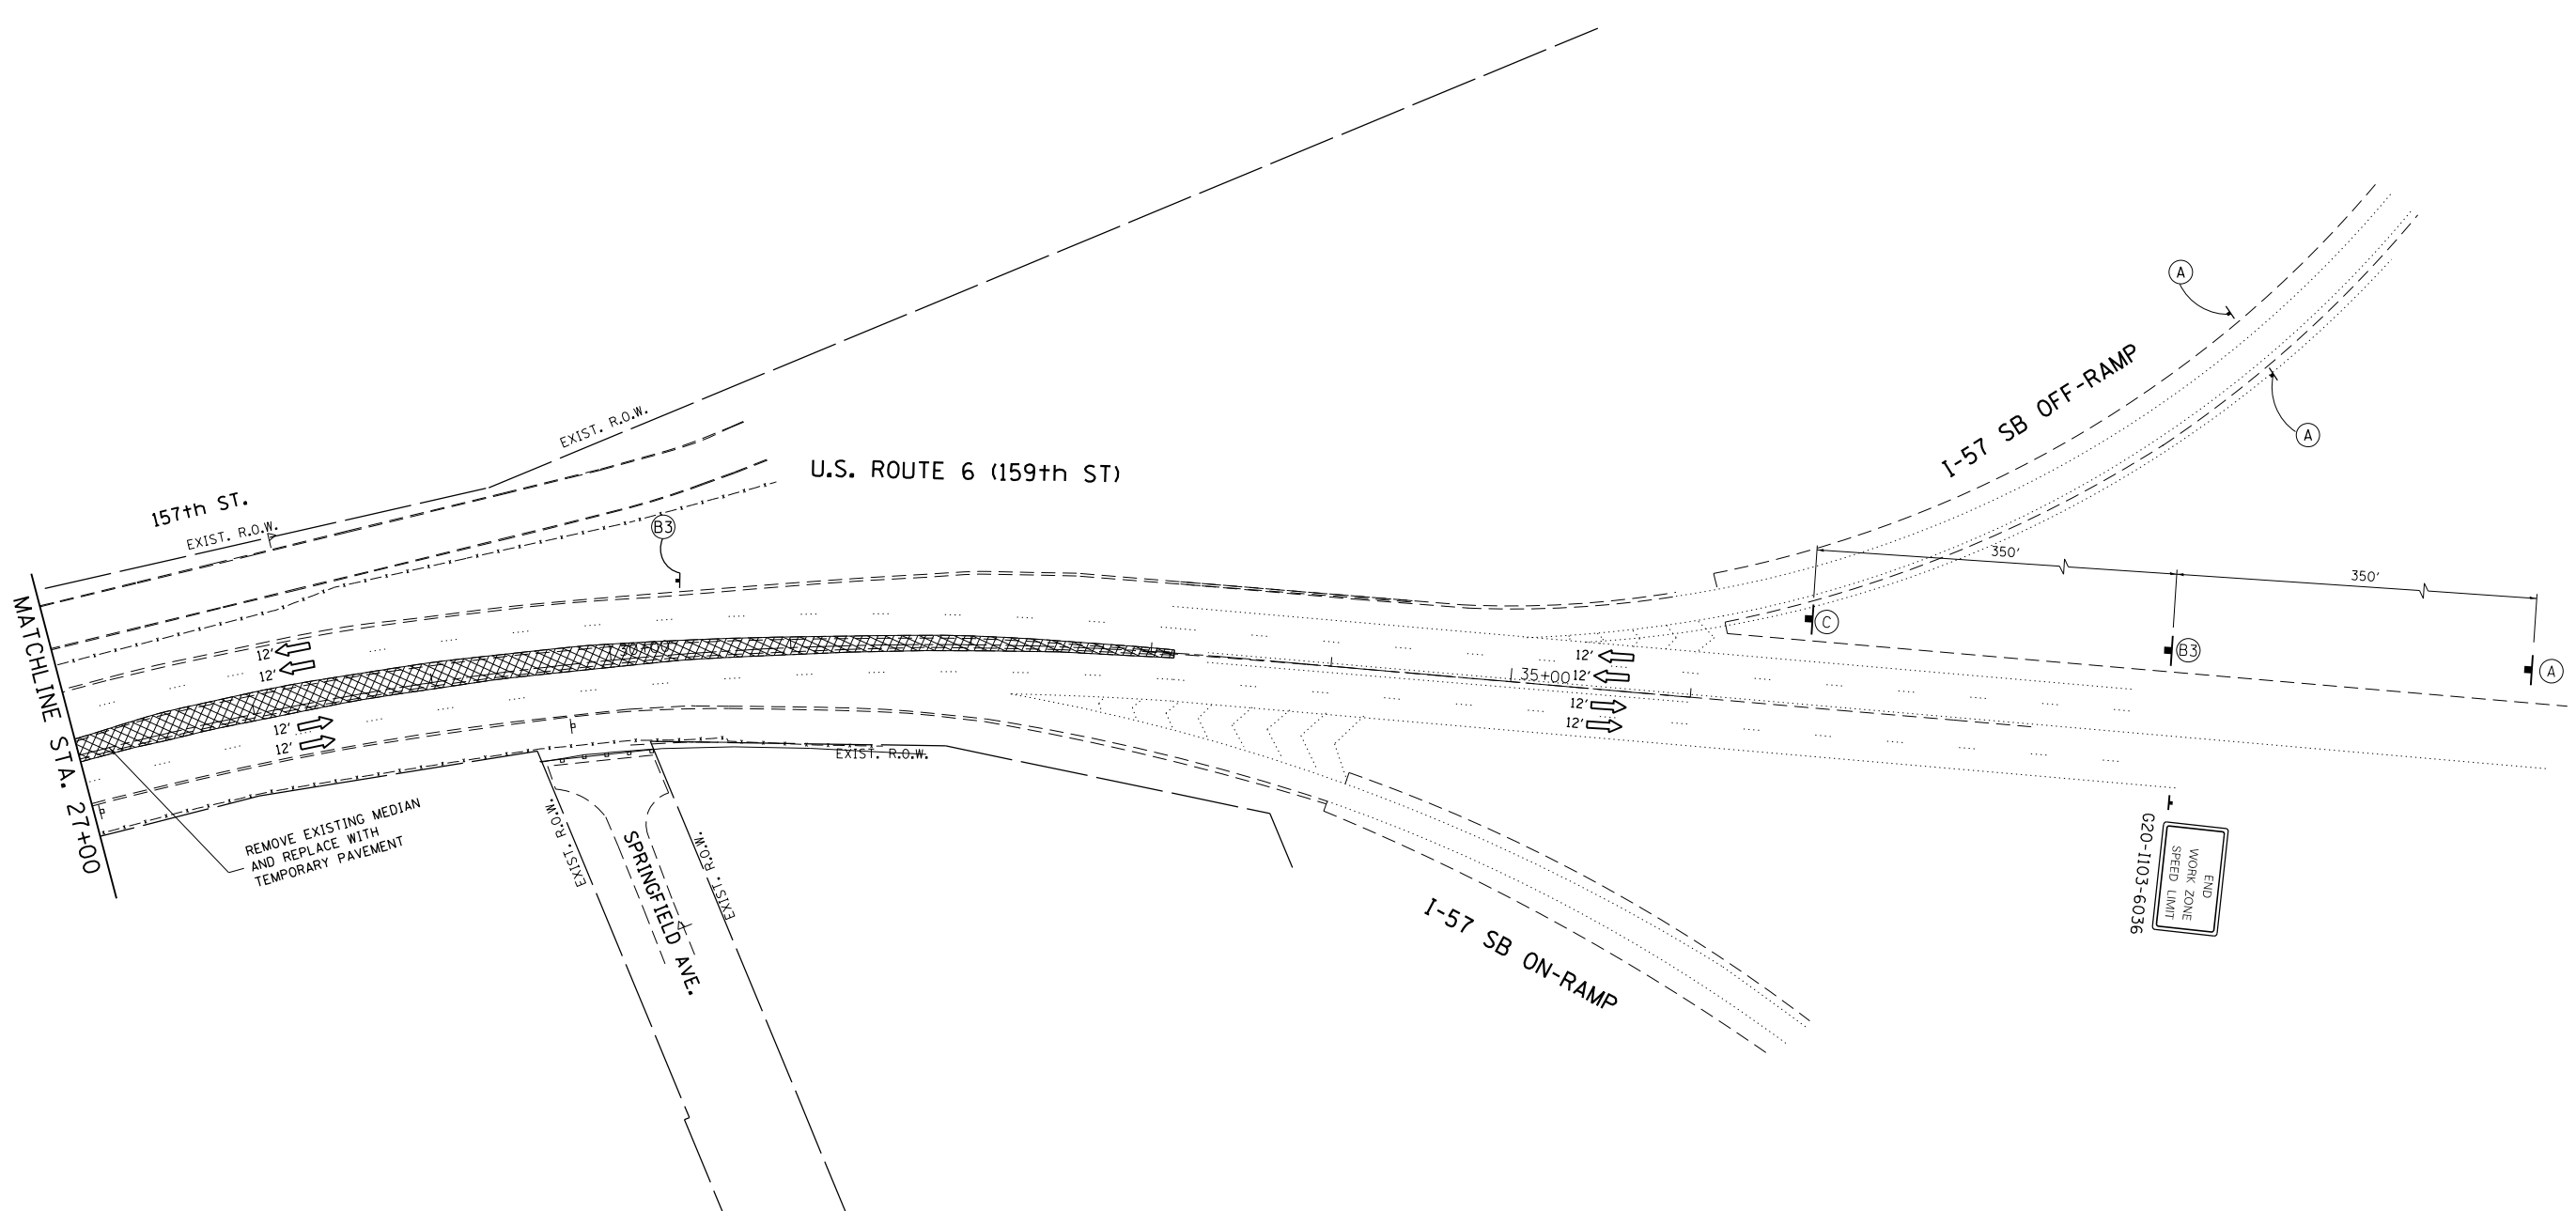 A
I-57 SB OFF-RAMP
A
EXIST. R.O.W.
U.S. ROUTE 6 (159th ST)
157th ST.
EXIST. R.O.W.
B3
350'
350'
C
B3
A
MATCHLINE STA. 27+00
12'
12'
30+00
12'
12'
35+00
12'
12'
12'
12'
EXIST. R.O.W.
REMOVE EXISTING MEDIAN
AND REPLACE WITH
TEMPORARY PAVEMENT
EXIST. R.O.W.
SPRINGFIELD AVE.
EXIST. R.O.W.
I-57 SB ON-RAMP
G20-I103-6036
END
WORK ZONE
SPEED LIMIT